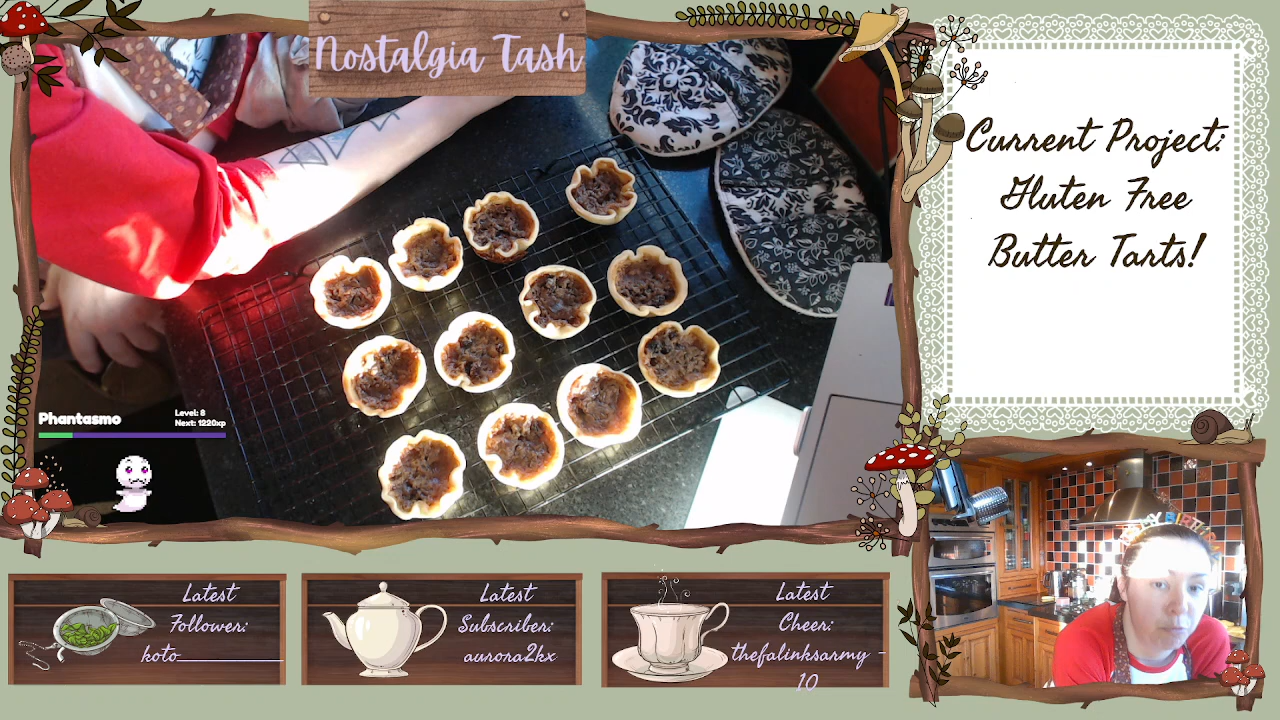 Nostalgia Tash
Current Project:
Gluten Free
Butter Tarts!
Phantasmo
Level: 8
Next: 1220xp
Latest
Follower:
koto______________
Latest
Subscriber:
aurora2kx
Latest
Cheer:
thefalinksarmy -
10